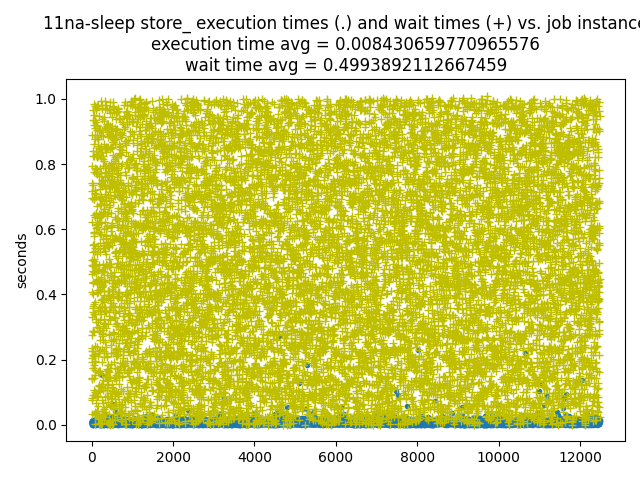 11na-sleep store_ execution times (.) and wait times (+) vs. job instance
execution time avg = 0.008430659770965576
wait time avg = 0.4993892112667459
1.0
0.8
0.6
0.4
0.2
0.0
seconds
0 2000 4000 6000 8000 10000 12000